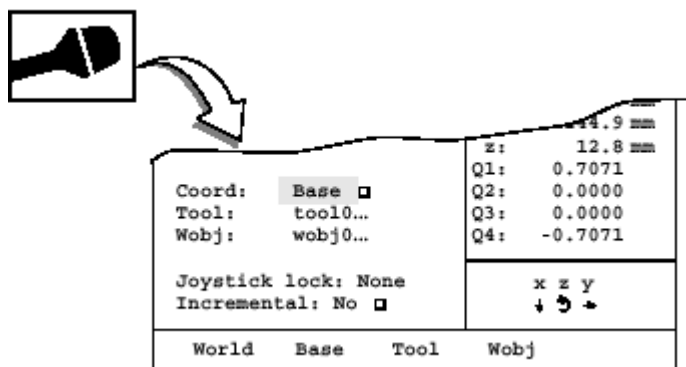 4.9 mm
z: 12.8 mm
Q1: 0.7071
Coord: Base Q2: 0.0000
Tool: tool0... Q3: 0.0000
Wobj: wobj0... Q4: -0.7071
Joystick lock: None x z y
Incremental: No
World Base Tool Wobj